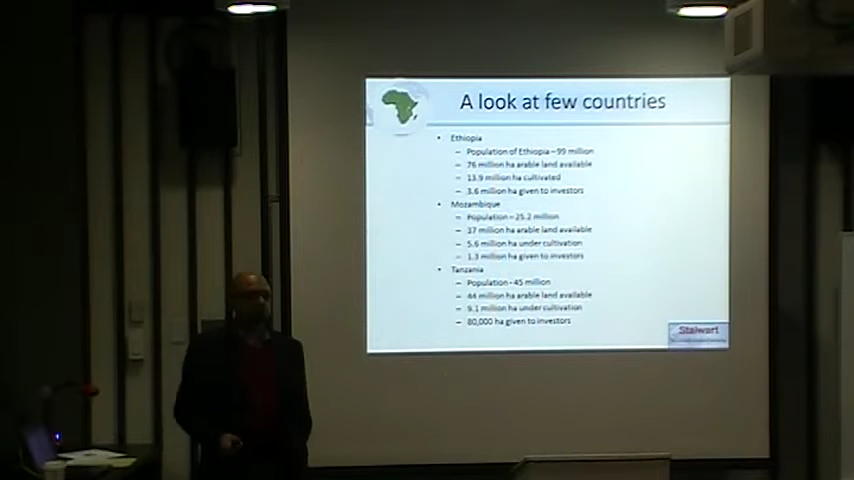 A look at few countries
• Ethiopia
– Population of Ethiopia – 99 million
– 76 million ha arable land available
– 13.9 million ha cultivated
– 3.6 million ha given to investors
• Mozambique
– Population – 25.2 million
– 37 million ha arable land available
– 5.6 million ha under cultivation
– 1.3 million ha given to investors
• Tanzania
– Population - 45 million
– 44 million ha arable land available
– 9.1 million ha under cultivation
– 80,000 ha given to investors
Stalwart